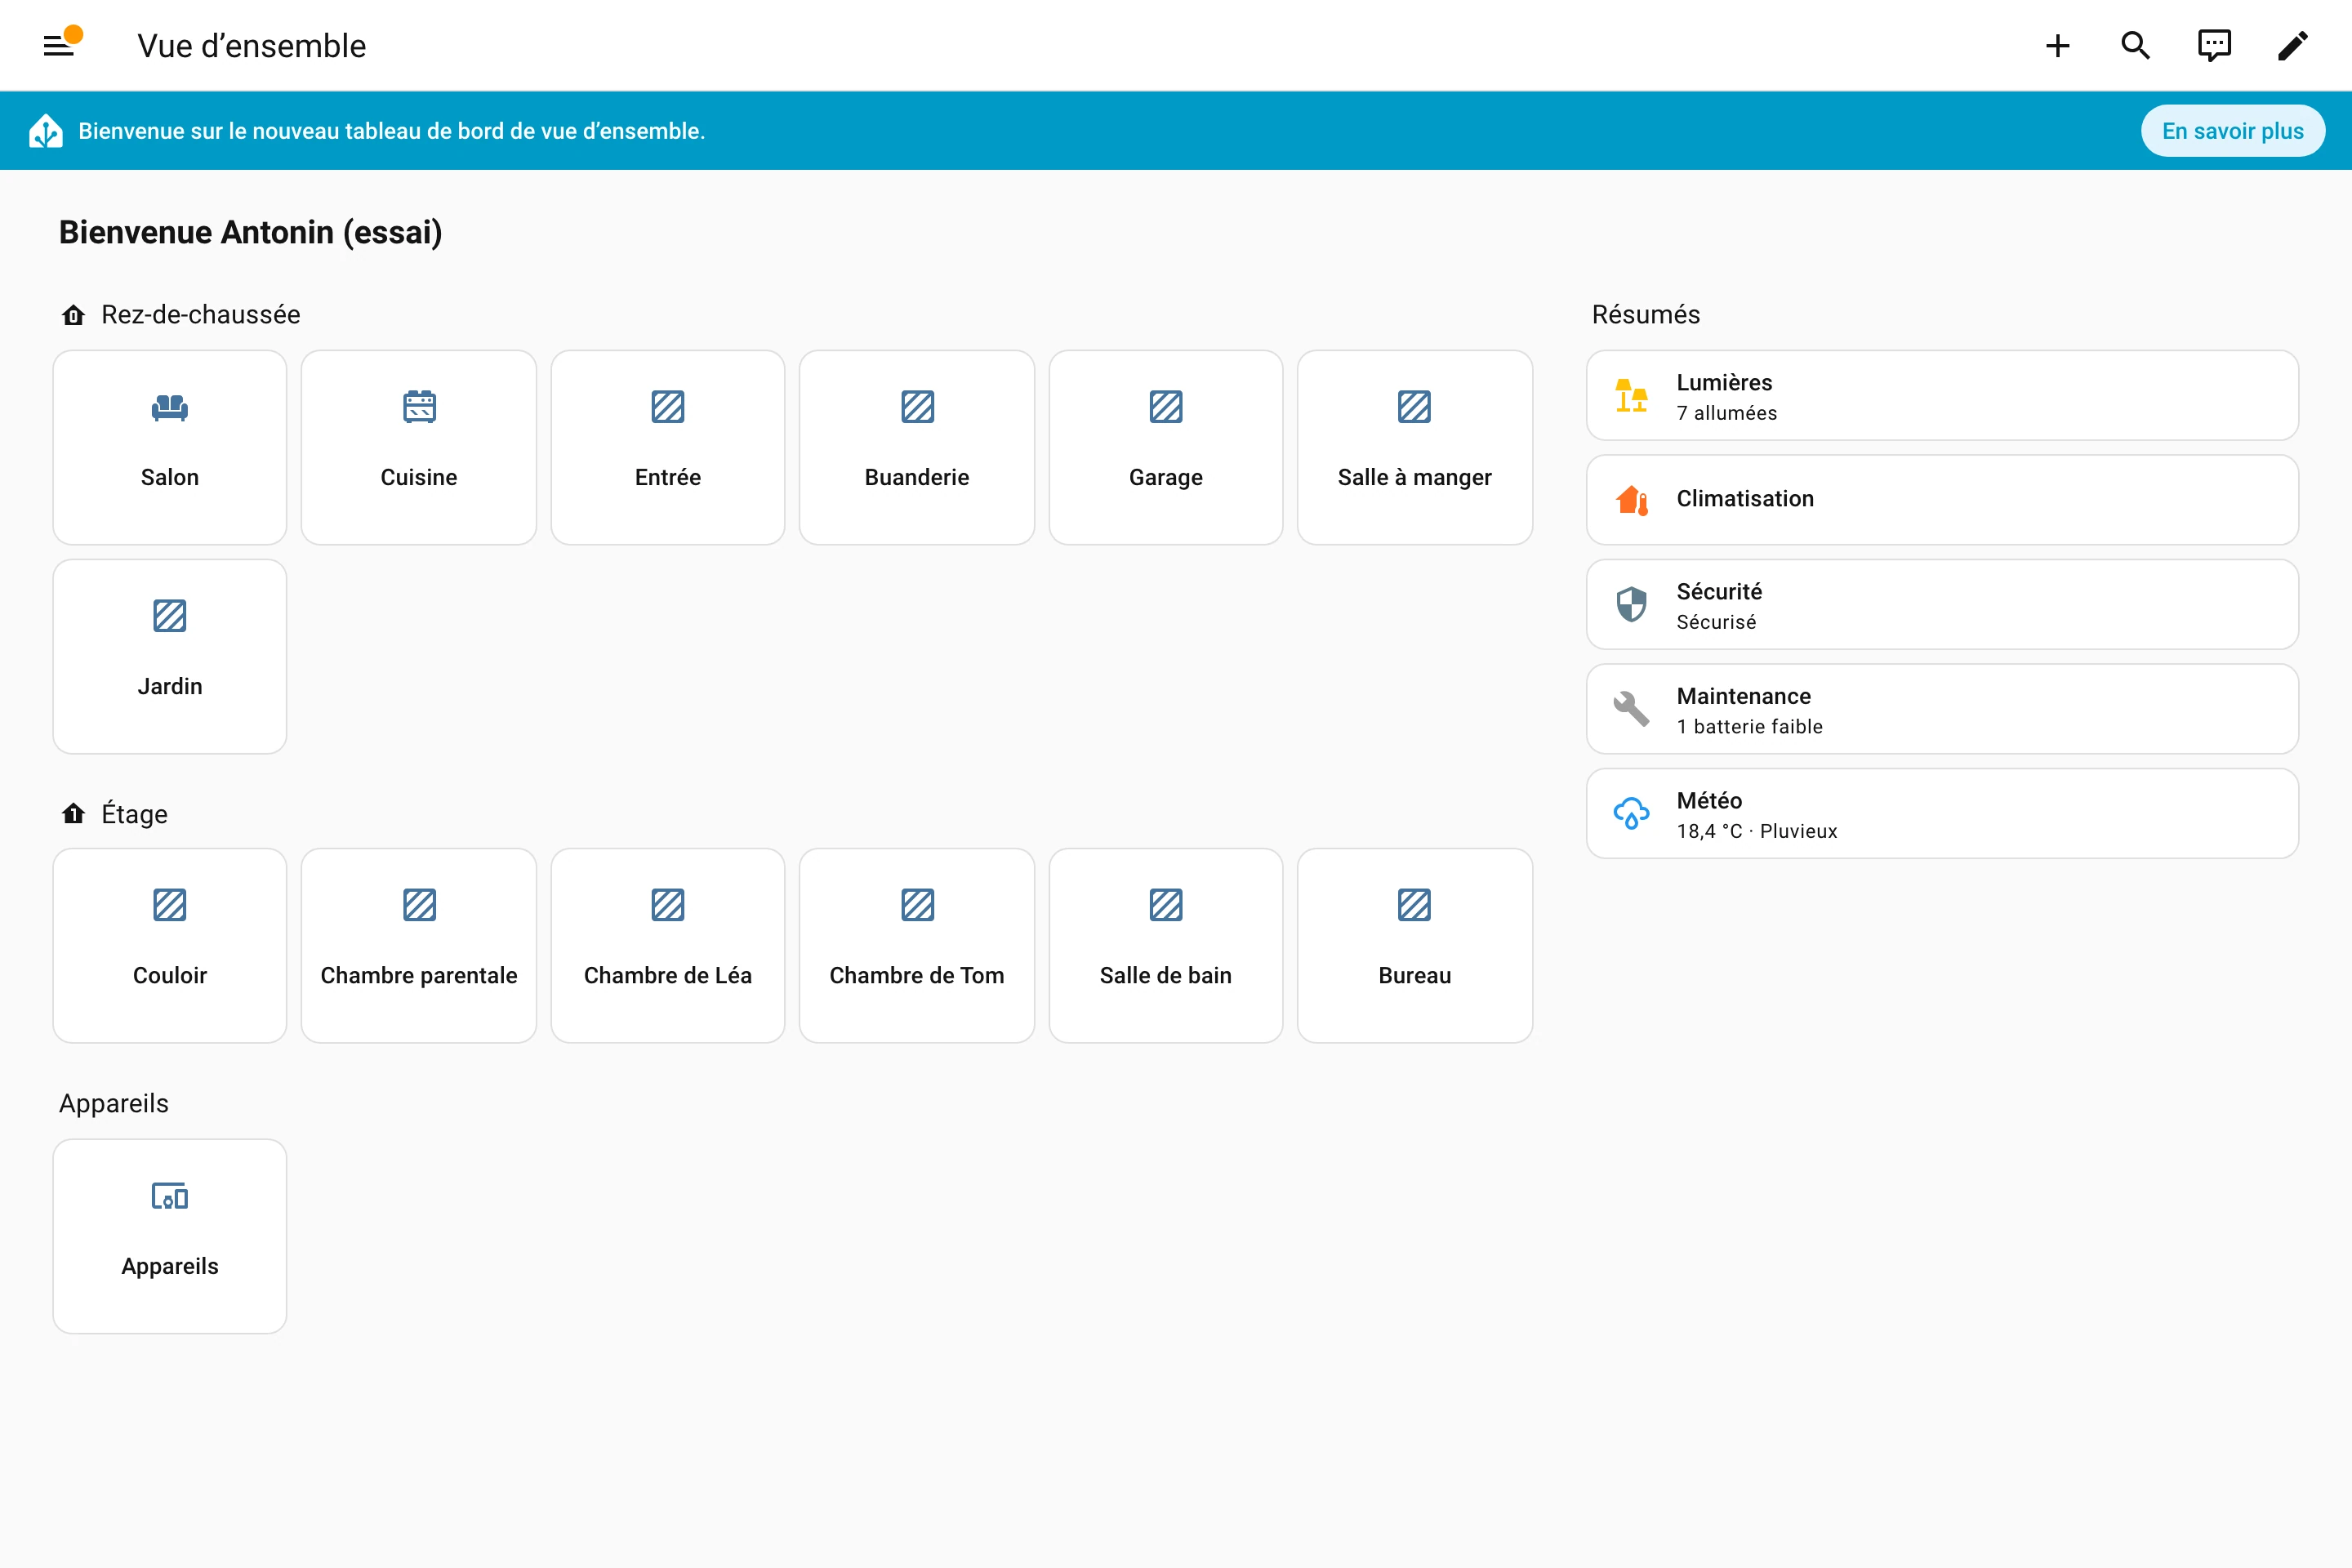 Vue d’ensemble
Bienvenue sur le nouveau tableau de bord de vue d’ensemble.
En savoir plus
Bienvenue Antonin (essai)
Rez-de-chaussée
Salon
Cuisine
Entrée
Buanderie
Garage
Salle à manger
Jardin
Étage
Couloir
Chambre parentale
Chambre de Léa
Chambre de Tom
Salle de bain
Bureau
Appareils
Appareils
Résumés
Lumières
7 allumées
Climatisation
Sécurité
Sécurisé
Maintenance
1 batterie faible
Météo
18,4 °C · Pluvieux